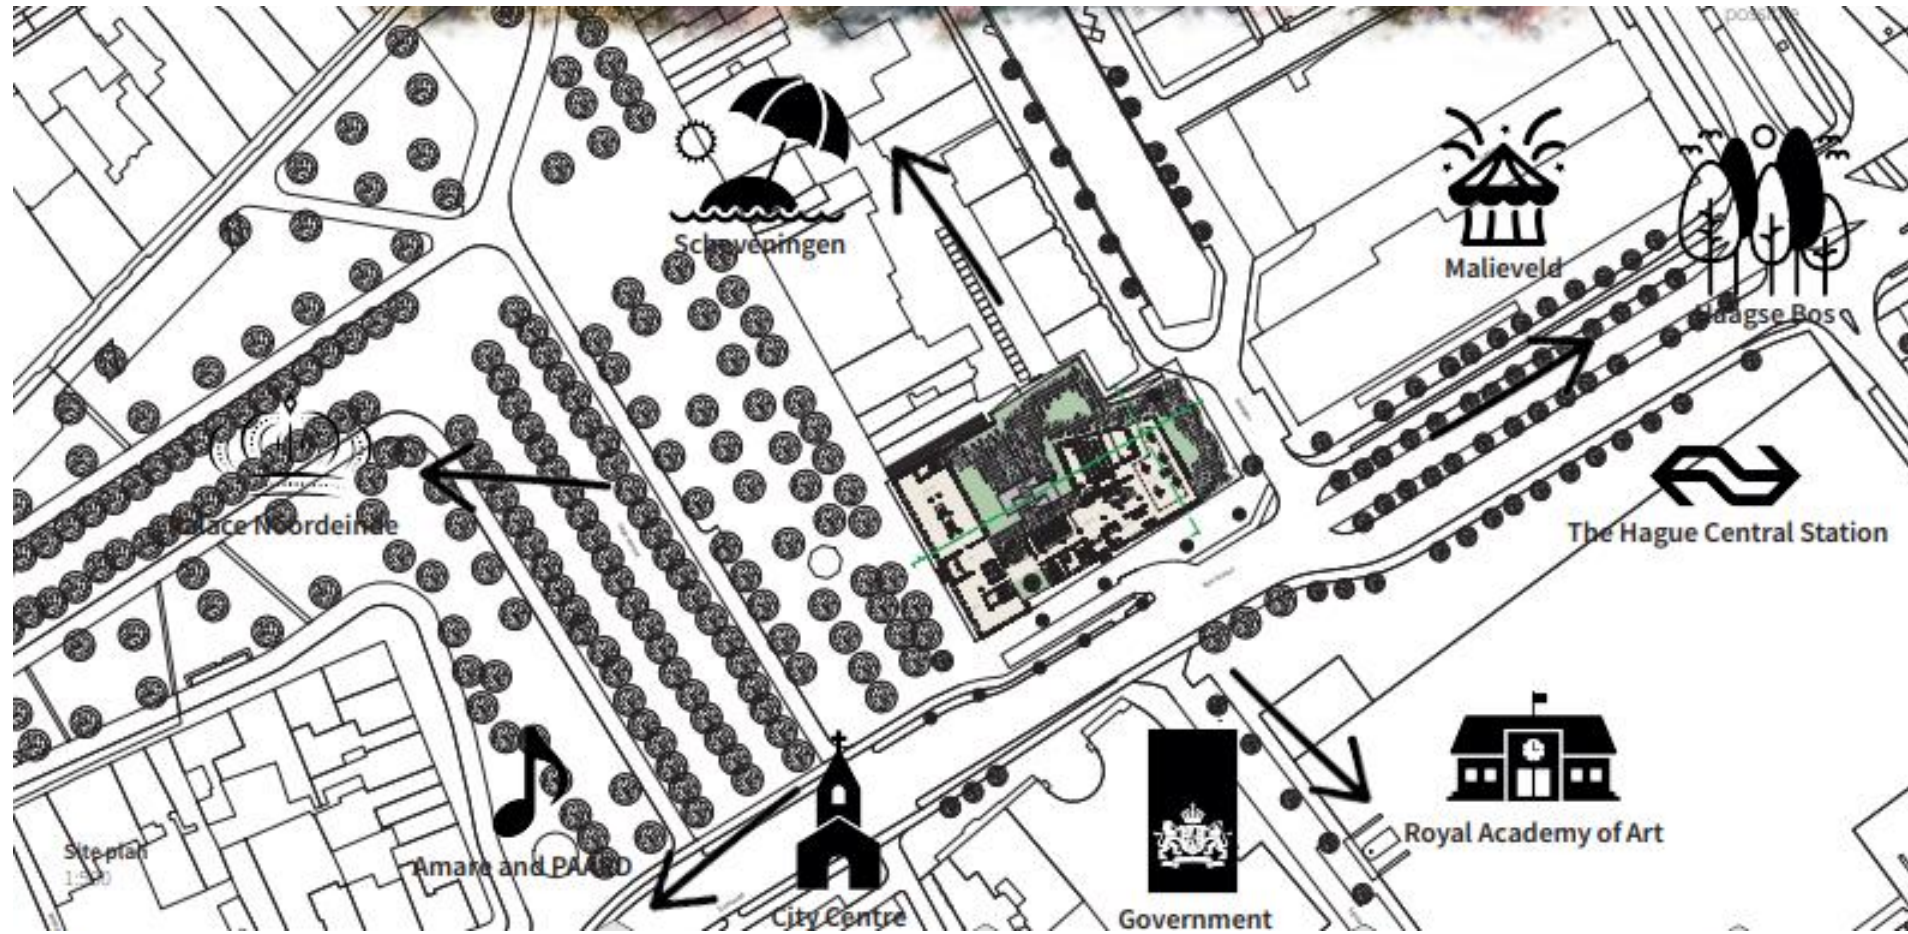 possible
Scheveningen
Malieveld
Haagse Bos
The Hague Central Station
Palace Noordeinde
Royal Academy of Art
Site plan
1:500
Amare and PAARD
City Centre
Government